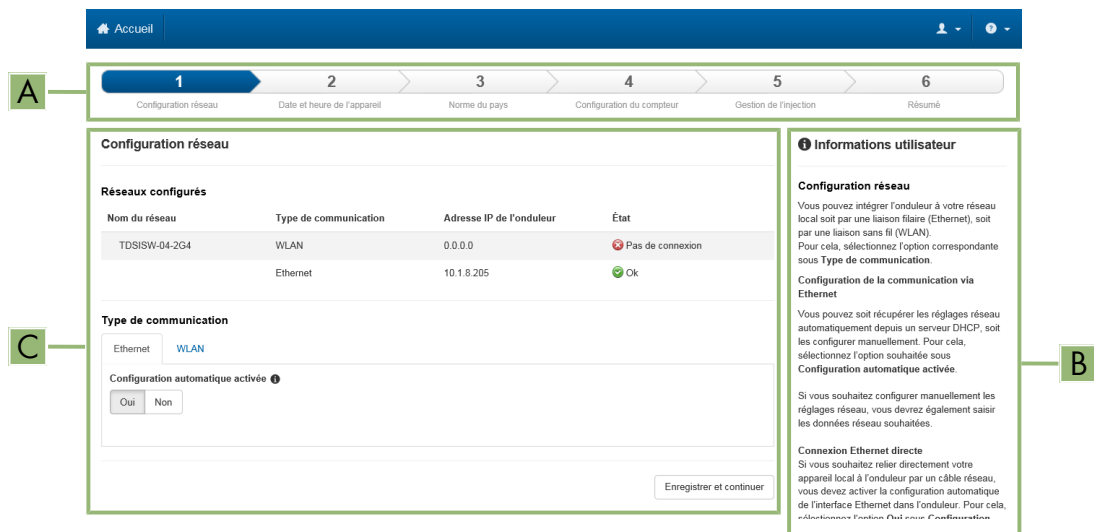 Accueil
A
1 2 3 4 5 6
Configuration réseau Date et heure de l'appareil Norme du pays Configuration du compteur Gestion de l'injection Résumé
Configuration réseau
Réseaux configurés
Nom du réseau Type de communication Adresse IP de l'onduleur État
TDSISW-04-2G4 WLAN 0.0.0.0 Pas de connexion
Ethernet 10.1.8.205 Ok
C
Type de communication
Ethernet WLAN
Configuration automatique activée
Oui Non
Enregistrer et continuer
Informations utilisateur
Configuration réseau
Vous pouvez intégrer l'onduleur à votre réseau
local soit par une liaison filaire (Ethernet), soit
par une liaison sans fil (WLAN).
Pour cela, sélectionnez l'option correspondante
sous Type de communication.
Configuration de la communication via
Ethernet
Vous pouvez soit récupérer les réglages réseau
automatiquement depuis un serveur DHCP, soit
les configurer manuellement. Pour cela,
sélectionnez l'option souhaitée sous
Configuration automatique activée.
B
Si vous souhaitez configurer manuellement les
réglages réseau, vous devrez également saisir
les données réseau souhaitées.
Connexion Ethernet directe
Si vous souhaitez relier directement votre
appareil local à l'onduleur par un câble réseau,
vous devez activer la configuration automatique
de l'interface Ethernet dans l'onduleur. Pour cela,
sélectionnez l'option Oui sous Configuration